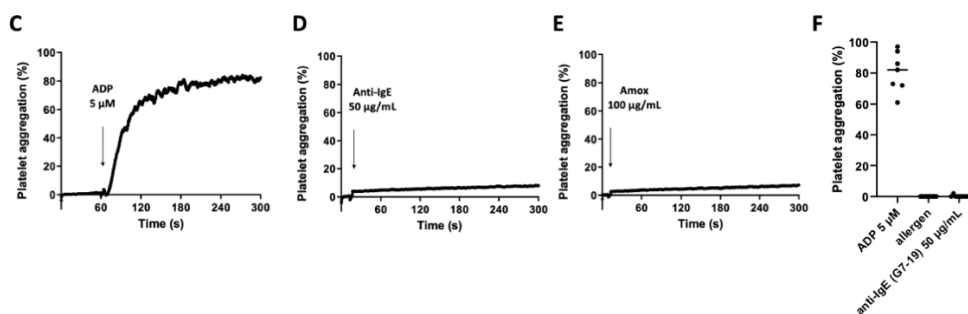 C
Platelet aggregation (%)
100
80
60
40
20
0
ADP
5 µM
60
120
180
240
300
Time (s)
D
Platelet aggregation (%)
100
80
60
40
20
0
Anti-IgE
50 µg/mL
60
120
180
240
300
Time (s)
E
Platelet aggregation (%)
100
80
60
40
20
0
Amox
100 µg/mL
60
120
180
240
300
Time (s)
F
Platelet aggregation (%)
100
80
60
40
20
0
ADP 5 µM
allergen
anti-IgE (G7-19) 50 µg/mL